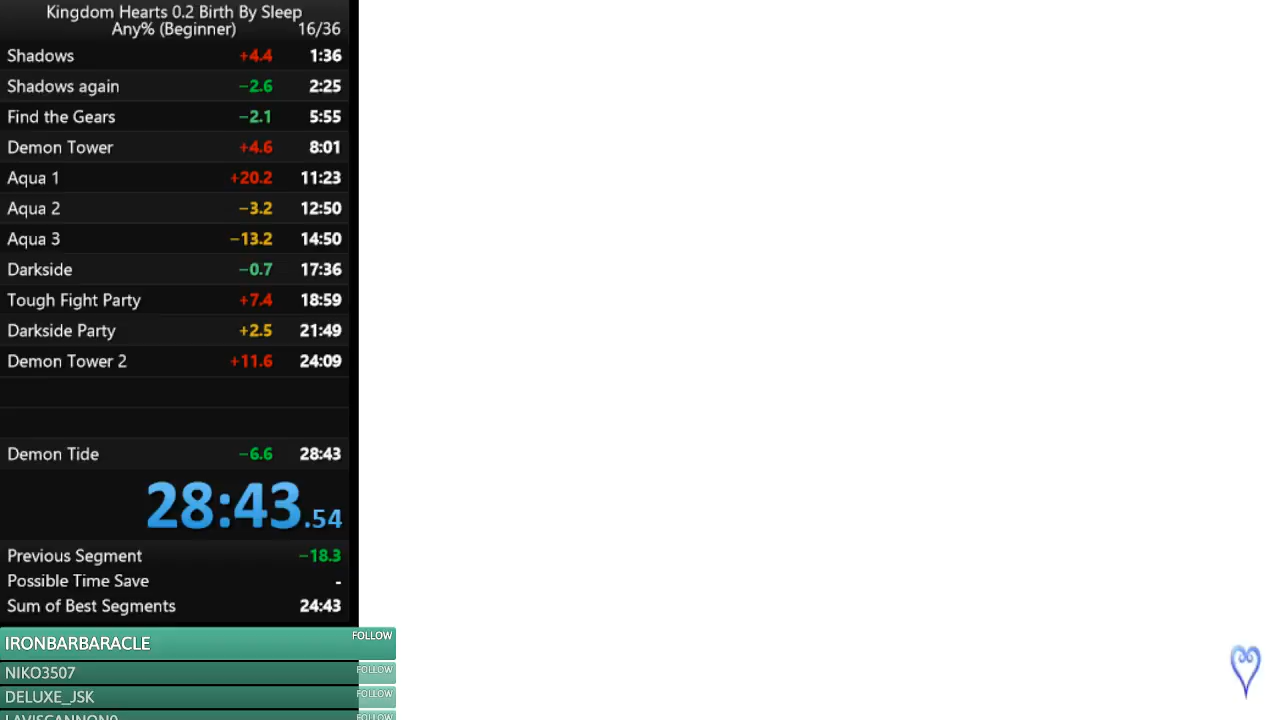 Kingdom Hearts 0.2 Birth By Sleep
Any% (Beginner) 16/36
Shadows +4.4 1:36
Shadows again −2.6 2:25
Find the Gears −2.1 5:55
Demon Tower +4.6 8:01
Aqua 1 +20.2 11:23
Aqua 2 −3.2 12:50
Aqua 3 −13.2 14:50
Darkside −0.7 17:36
Tough Fight Party +7.4 18:59
Darkside Party +2.5 21:49
Demon Tower 2 +11.6 24:09
Demon Tide −6.6 28:43
28:43.54
Previous Segment −18.3
Possible Time Save -
Sum of Best Segments 24:43
IRONBARBARACLE FOLLOW
NIKO3507 FOLLOW
DELUXE_JSK FOLLOW
FOLLOW